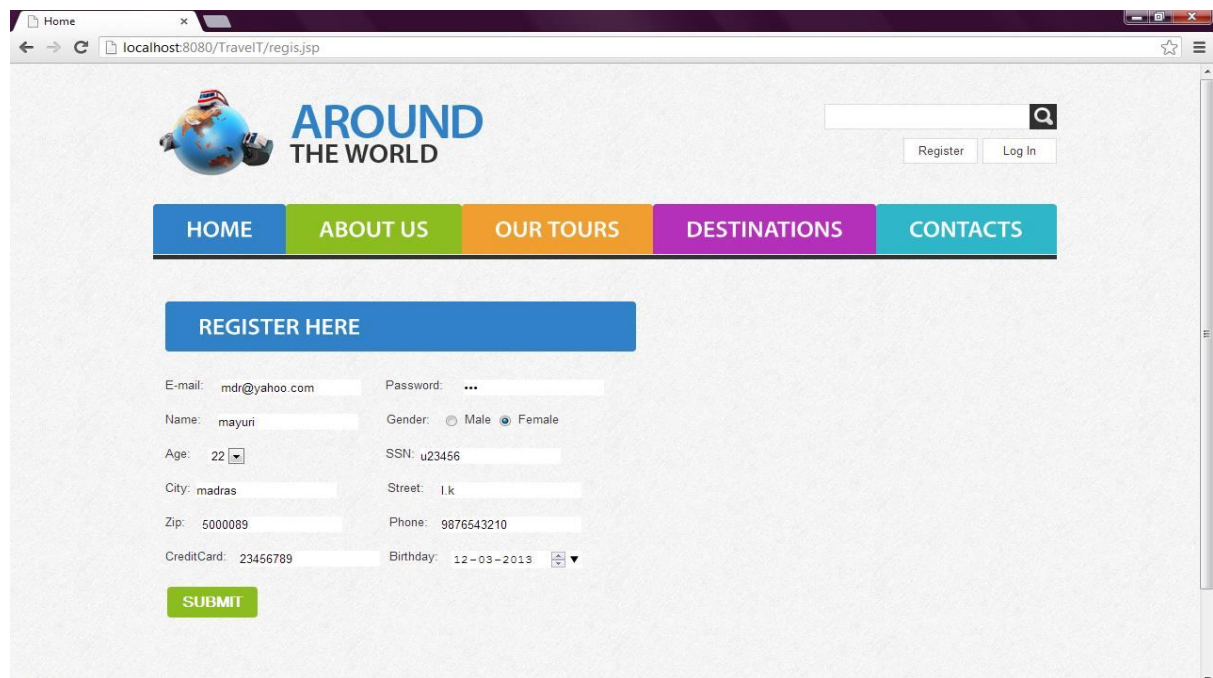 Home
localhost:8080/TravelT/regis.jsp
AROUND
THE WORLD
Register Log In
HOME ABOUT US OUR TOURS DESTINATIONS CONTACTS
REGISTER HERE
E-mail: mdr@yahoo.com Password: •••
Name: mayuri Gender: Male Female
Age: 22 SSN: u23456
City: madras Street: l.k
Zip: 5000089 Phone: 9876543210
CreditCard: 23456789 Birthday: 12-03-2013
SUBMIT